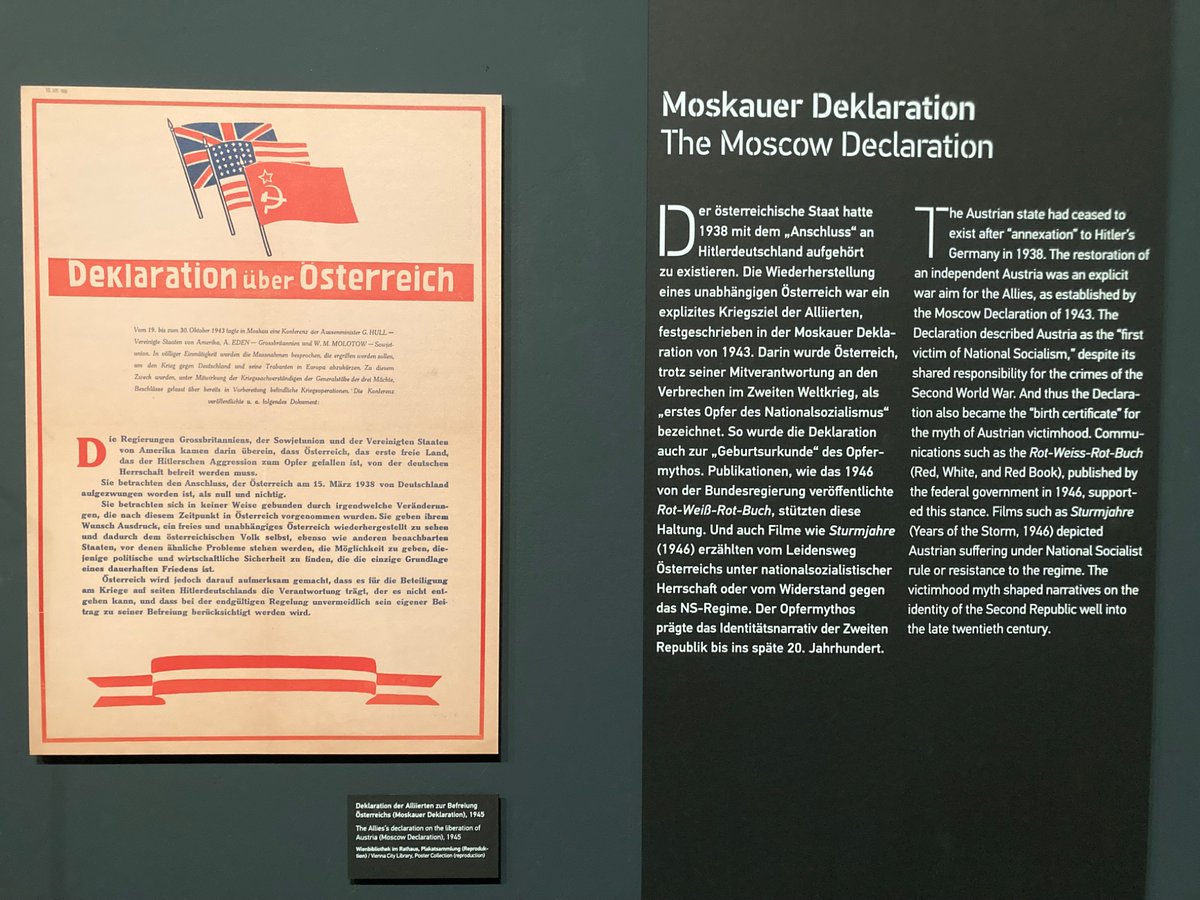 Deklaration über Österreich
Vom 19. bis zum 30. Oktober 1943 tagte in Moskau eine Konferenz der Aussenminister G. HULL —
Vereinigte Staaten von Amerika, A. EDEN — Grossbritannien und W. M. MOLOTOW — Sowjet-
union. In völliger Einmütigkeit wurden die Massnahmen besprochen, die ergriffen werden sollen,
um den Krieg gegen Deutschland und seine Trabanten in Europa abzukürzen. Zu diesem
Zweck wurden, unter Mitwirkung der Kriegssachverständigen der Generalstäbe der drei Mächte,
Beschlüsse gefasst über bereits in Vorbereitung befindliche Kriegsoperationen. Die Konferenz
veröffentlichte u. a. folgendes Dokument:
Die Regierungen Grossbritanniens, der Sowjetunion und der Vereinigten Staaten
von Amerika kamen darin überein, dass Österreich, das erste freie Land,
das der Hitlerschen Aggression zum Opfer gefallen ist, von der deutschen
Herrschaft befreit werden muss.
Sie betrachten den Anschluss, der Österreich am 15. März 1938 von Deutschland
aufgezwungen worden ist, als null und nichtig.
Sie betrachten sich in keiner Weise gebunden durch irgendwelche Veränderun-
gen, die nach diesem Zeitpunkt in Österreich vorgenommen wurden. Sie geben ihrem
Wunsch Ausdruck, ein freies und unabhängiges Österreich wiederhergestellt zu sehen
und dadurch dem österreichischen Volk selbst, ebenso wie anderen benachbarten
Staaten, vor denen ähnliche Probleme stehen werden, die Möglichkeit zu geben, die-
jenige politische und wirtschaftliche Sicherheit zu finden, die die einzige Grundlage
eines dauerhaften Friedens ist.
Österreich wird jedoch darauf aufmerksam gemacht, dass es für die Beteiligung
am Kriege auf seiten Hitlerdeutschlands die Verantwortung trägt, der es nicht ent-
gehen kann, und dass bei der endgültigen Regelung unvermeidlich sein eigener Bei-
trag zu seiner Befreiung berücksichtigt werden wird.
Deklaration der Alliierten zur Befreiung
Österreichs (Moskauer Deklaration), 1945
The Allies's declaration on the liberation of
Austria (Moscow Declaration), 1945
Wienbibliothek im Rathaus, Plakatsammlung (Reproduk-
tion) / Vienna City Library, Poster Collection (reproduction)
Moskauer Deklaration
The Moscow Declaration
Der österreichische Staat hatte
1938 mit dem „Anschluss“ an
Hitlerdeutschland aufgehört
zu existieren. Die Wiederherstellung
eines unabhängigen Österreich war ein
explizites Kriegsziel der Alliierten,
festgeschrieben in der Moskauer Dekla-
ration von 1943. Darin wurde Österreich,
trotz seiner Mitverantwortung an den
Verbrechen im Zweiten Weltkrieg, als
„erstes Opfer des Nationalsozialismus“
bezeichnet. So wurde die Deklaration
auch zur „Geburtsurkunde“ des Opfer-
mythos. Publikationen, wie das 1946
von der Bundesregierung veröffentlichte
Rot-Weiß-Rot-Buch, stützten diese
Haltung. Und auch Filme wie Sturmjahre
(1946) erzählten vom Leidensweg
Österreichs unter nationalsozialistischer
Herrschaft oder vom Widerstand gegen
das NS-Regime. Der Opfermythos
prägte das Identitätsnarrativ der Zweiten
Republik bis ins späte 20. Jahrhundert.
The Austrian state had ceased to
exist after “annexation” to Hitler’s
Germany in 1938. The restoration of
an independent Austria was an explicit
war aim for the Allies, as established by
the Moscow Declaration of 1943. The
Declaration described Austria as the “first
victim of National Socialism,” despite its
shared responsibility for the crimes of the
Second World War. And thus the Declara-
tion also became the “birth certificate” for
the myth of Austrian victimhood. Commu-
nications such as the Rot-Weiss-Rot-Buch
(Red, White, and Red Book), published by
the federal government in 1946, support-
ed this stance. Films such as Sturmjahre
(Years of the Storm, 1946) depicted
Austrian suffering under National Socialist
rule or resistance to the regime. The
victimhood myth shaped narratives on the
identity of the Second Republic well into
the late twentieth century.